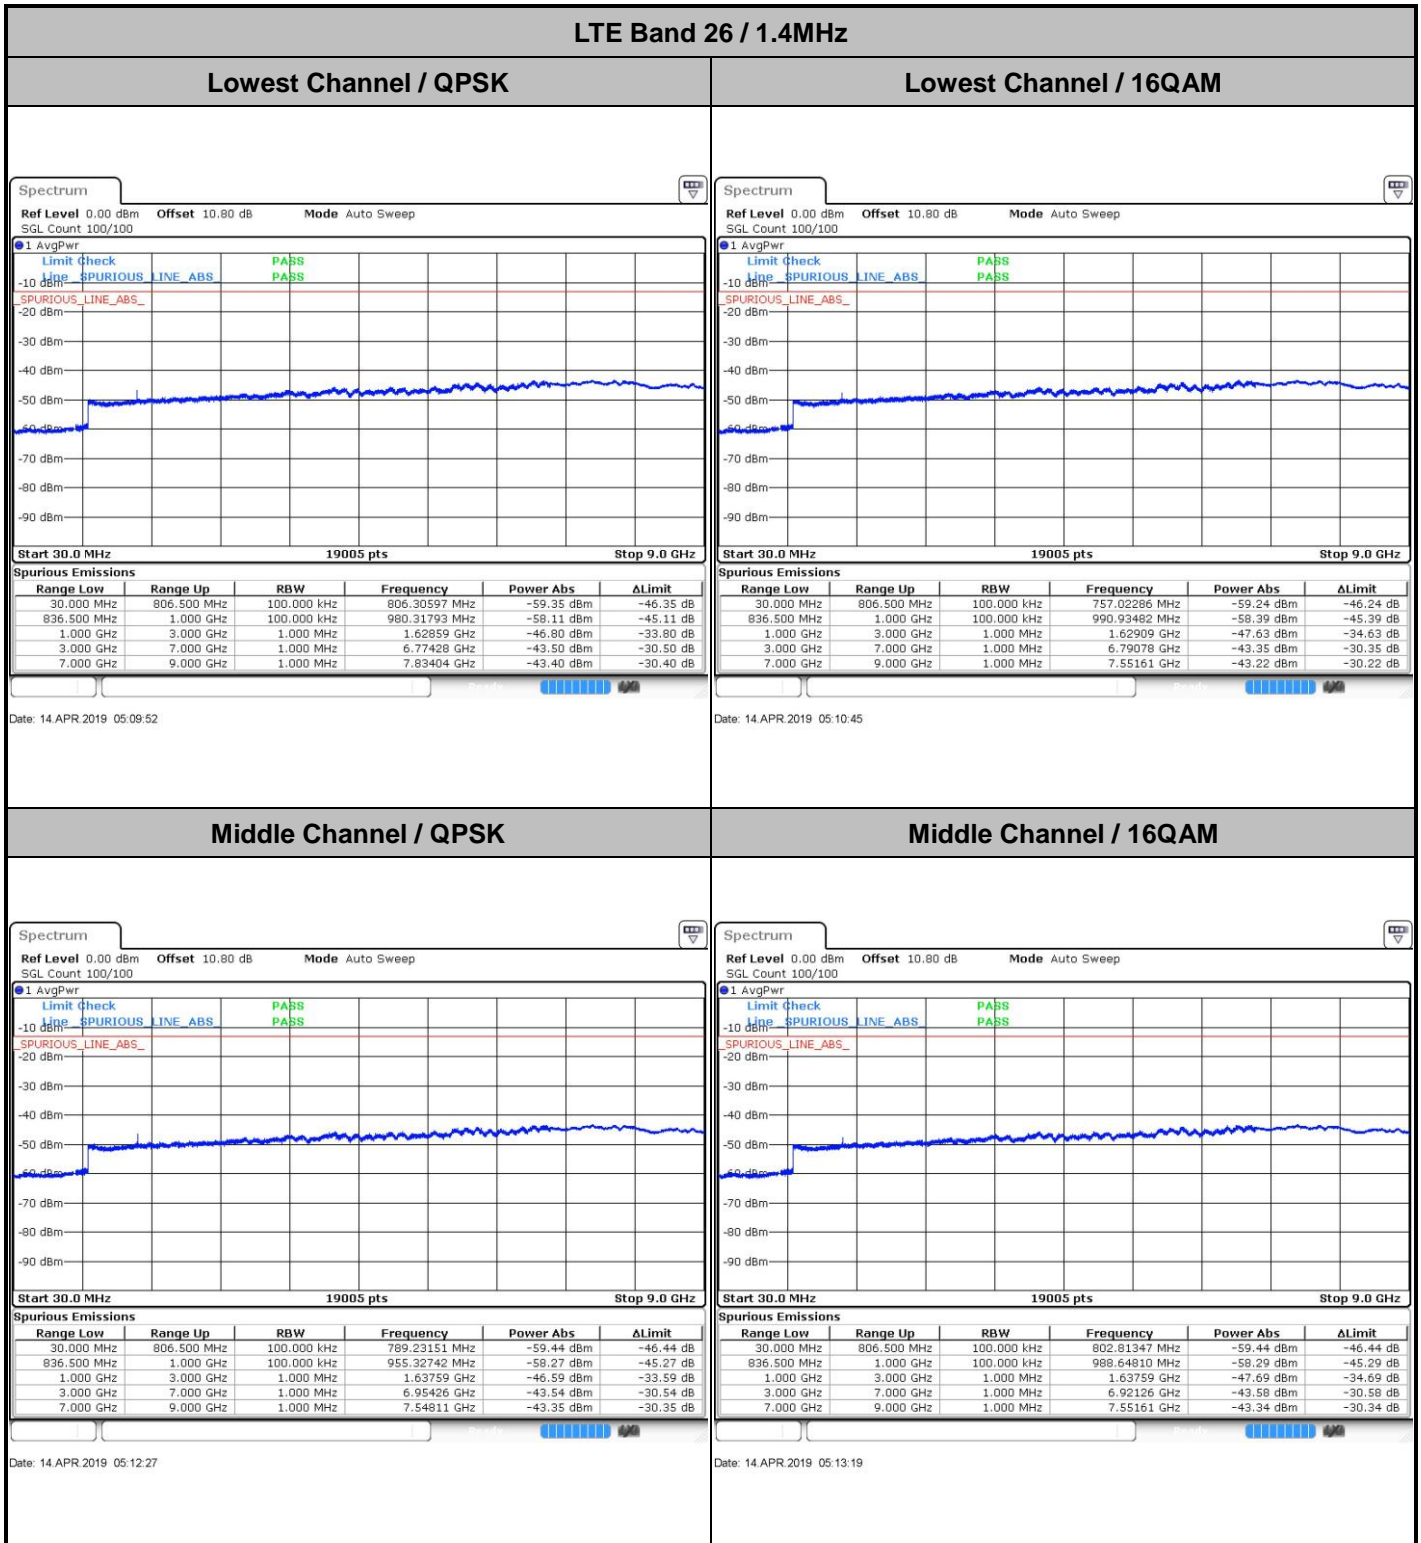 LTE Band 26 / 1.4MHz
Lowest Channel / QPSK
Lowest Channel / 16QAM
Spectrum
Ref Level 0.00 dBm Offset 10.80 dB Mode Auto Sweep
SGL Count 100/100
1 AvgPwr
Limit Check PASS
Line _SPURIOUS_LINE_ABS_ PASS
-10 dBm
_SPURIOUS_LINE_ABS_
-20 dBm
-30 dBm
-40 dBm
-50 dBm
-60 dBm
-70 dBm
-80 dBm
-90 dBm
Start 30.0 MHz 19005 pts Stop 9.0 GHz
Spurious Emissions
Range Low Range Up RBW Frequency Power Abs ΔLimit
30.000 MHz 806.500 MHz 100.000 kHz 806.30597 MHz -59.35 dBm -46.35 dB
836.500 MHz 1.000 GHz 100.000 kHz 980.31793 MHz -58.11 dBm -45.11 dB
1.000 GHz 3.000 GHz 1.000 MHz 1.62859 GHz -46.80 dBm -33.80 dB
3.000 GHz 7.000 GHz 1.000 MHz 6.77428 GHz -43.50 dBm -30.50 dB
7.000 GHz 9.000 GHz 1.000 MHz 7.83404 GHz -43.40 dBm -30.40 dB
Date: 14.APR.2019 05:09:52
Spectrum
Ref Level 0.00 dBm Offset 10.80 dB Mode Auto Sweep
SGL Count 100/100
1 AvgPwr
Limit Check PASS
Line _SPURIOUS_LINE_ABS_ PASS
-10 dBm
_SPURIOUS_LINE_ABS_
-20 dBm
-30 dBm
-40 dBm
-50 dBm
-60 dBm
-70 dBm
-80 dBm
-90 dBm
Start 30.0 MHz 19005 pts Stop 9.0 GHz
Spurious Emissions
Range Low Range Up RBW Frequency Power Abs ΔLimit
30.000 MHz 806.500 MHz 100.000 kHz 757.02286 MHz -59.24 dBm -46.24 dB
836.500 MHz 1.000 GHz 100.000 kHz 990.93482 MHz -58.39 dBm -45.39 dB
1.000 GHz 3.000 GHz 1.000 MHz 1.62909 GHz -47.63 dBm -34.63 dB
3.000 GHz 7.000 GHz 1.000 MHz 6.79078 GHz -43.35 dBm -30.35 dB
7.000 GHz 9.000 GHz 1.000 MHz 7.55161 GHz -43.22 dBm -30.22 dB
Date: 14.APR.2019 05:10:45
Middle Channel / QPSK
Middle Channel / 16QAM
Spectrum
Ref Level 0.00 dBm Offset 10.80 dB Mode Auto Sweep
SGL Count 100/100
1 AvgPwr
Limit Check PASS
Line _SPURIOUS_LINE_ABS_ PASS
-10 dBm
_SPURIOUS_LINE_ABS_
-20 dBm
-30 dBm
-40 dBm
-50 dBm
-60 dBm
-70 dBm
-80 dBm
-90 dBm
Start 30.0 MHz 19005 pts Stop 9.0 GHz
Spurious Emissions
Range Low Range Up RBW Frequency Power Abs ΔLimit
30.000 MHz 806.500 MHz 100.000 kHz 789.23151 MHz -59.44 dBm -46.44 dB
836.500 MHz 1.000 GHz 100.000 kHz 955.32742 MHz -58.27 dBm -45.27 dB
1.000 GHz 3.000 GHz 1.000 MHz 1.63759 GHz -46.59 dBm -33.59 dB
3.000 GHz 7.000 GHz 1.000 MHz 6.95426 GHz -43.54 dBm -30.54 dB
7.000 GHz 9.000 GHz 1.000 MHz 7.54811 GHz -43.35 dBm -30.35 dB
Date: 14.APR.2019 05:12:27
Spectrum
Ref Level 0.00 dBm Offset 10.80 dB Mode Auto Sweep
SGL Count 100/100
1 AvgPwr
Limit Check PASS
Line _SPURIOUS_LINE_ABS_ PASS
-10 dBm
_SPURIOUS_LINE_ABS_
-20 dBm
-30 dBm
-40 dBm
-50 dBm
-60 dBm
-70 dBm
-80 dBm
-90 dBm
Start 30.0 MHz 19005 pts Stop 9.0 GHz
Spurious Emissions
Range Low Range Up RBW Frequency Power Abs ΔLimit
30.000 MHz 806.500 MHz 100.000 kHz 802.81347 MHz -59.44 dBm -46.44 dB
836.500 MHz 1.000 GHz 100.000 kHz 988.64810 MHz -58.29 dBm -45.29 dB
1.000 GHz 3.000 GHz 1.000 MHz 1.63759 GHz -47.69 dBm -34.69 dB
3.000 GHz 7.000 GHz 1.000 MHz 6.92126 GHz -43.58 dBm -30.58 dB
7.000 GHz 9.000 GHz 1.000 MHz 7.55161 GHz -43.34 dBm -30.34 dB
Date: 14.APR.2019 05:13:19